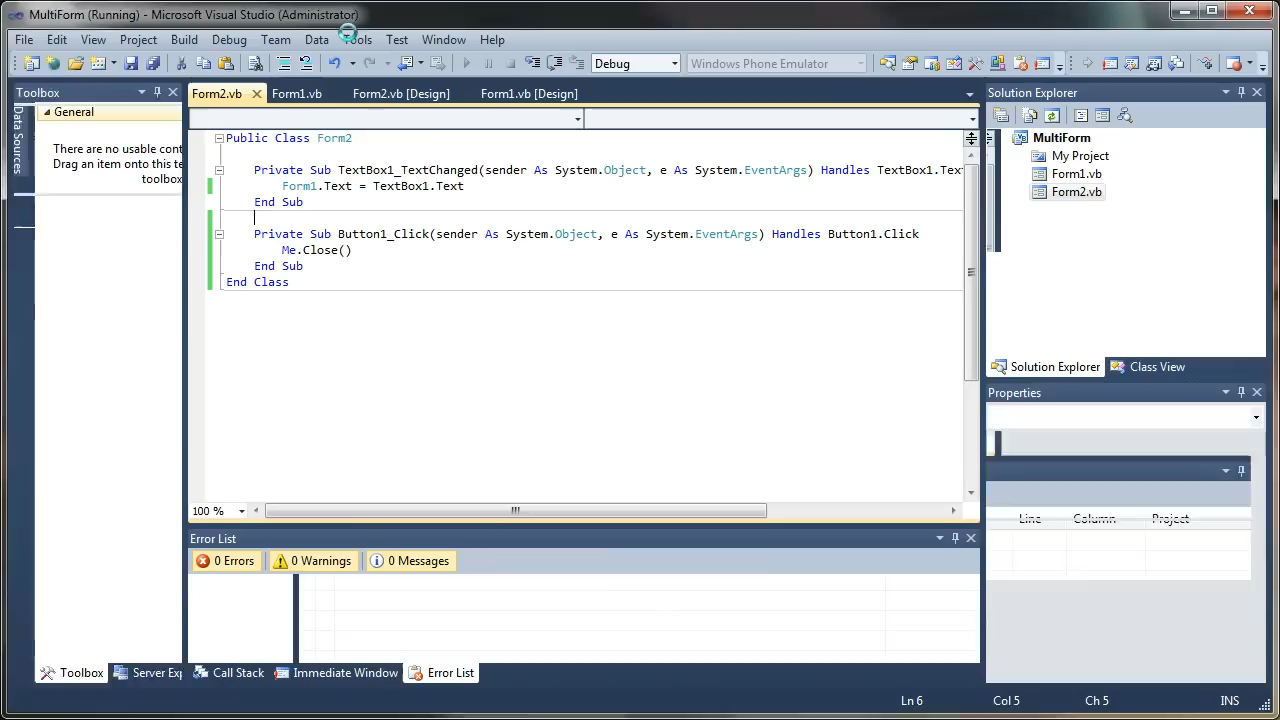 MultiForm (Running) - Microsoft Visual Studio (Administrator)
File Edit View Project Build Debug Team Data Tools Test Window Help
Debug Windows Phone Emulator
Toolbox
General
There are no usable cont
Drag an item onto this te
toolbox
Data Sources
Toolbox Server Exp
Form2.vb Form1.vb Form2.vb [Design] Form1.vb [Design]
Public Class Form2
Private Sub TextBox1_TextChanged(sender As System.Object, e As System.EventArgs) Handles TextBox1.Text
Form1.Text = TextBox1.Text
End Sub
Private Sub Button1_Click(sender As System.Object, e As System.EventArgs) Handles Button1.Click
Me.Close()
End Sub
End Class
100 %
Error List
0 Errors 0 Warnings 0 Messages
Call Stack Immediate Window Error List
Solution Explorer
MultiForm
My Project
Form1.vb
Form2.vb
Solution Explorer Class View
Properties
Line Column Project
Ln 6 Col 5 Ch 5 INS